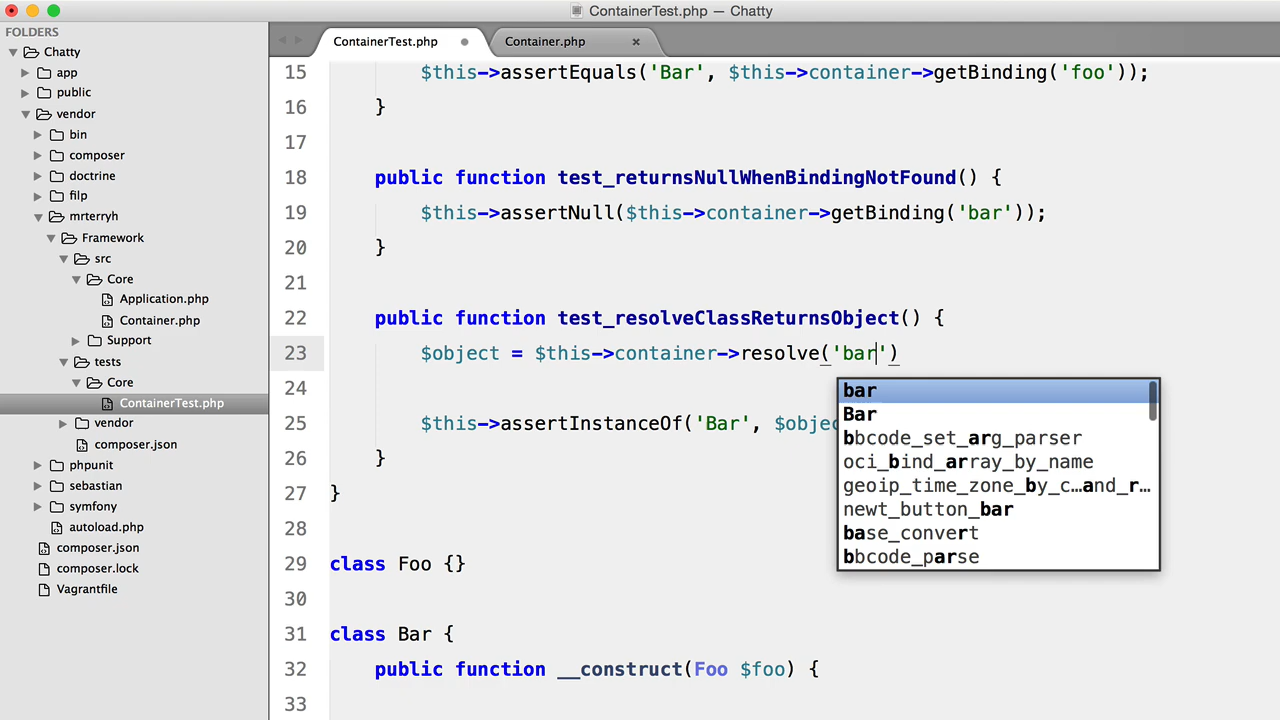 ContainerTest.php — Chatty
FOLDERS
Chatty
app
public
vendor
bin
composer
doctrine
filp
mrterryh
Framework
src
Core
Application.php
Container.php
Support
tests
Core
ContainerTest.php
vendor
composer.json
phpunit
sebastian
symfony
autoload.php
composer.json
composer.lock
Vagrantfile
ContainerTest.php
Container.php
15 $this->assertEquals('Bar', $this->container->getBinding('foo'));
16 }
17
18 public function test_returnsNullWhenBindingNotFound() {
19 $this->assertNull($this->container->getBinding('bar'));
20 }
21
22 public function test_resolveClassReturnsObject() {
23 $object = $this->container->resolve('bar')
24
25 $this->assertInstanceOf('Bar', $objec
26 }
27 }
28
29 class Foo {}
30
31 class Bar {
32 public function __construct(Foo $foo) {
33
bar
Bar
bbcode_set_arg_parser
oci_bind_array_by_name
geoip_time_zone_by_c…and_r…
newt_button_bar
base_convert
bbcode_parse